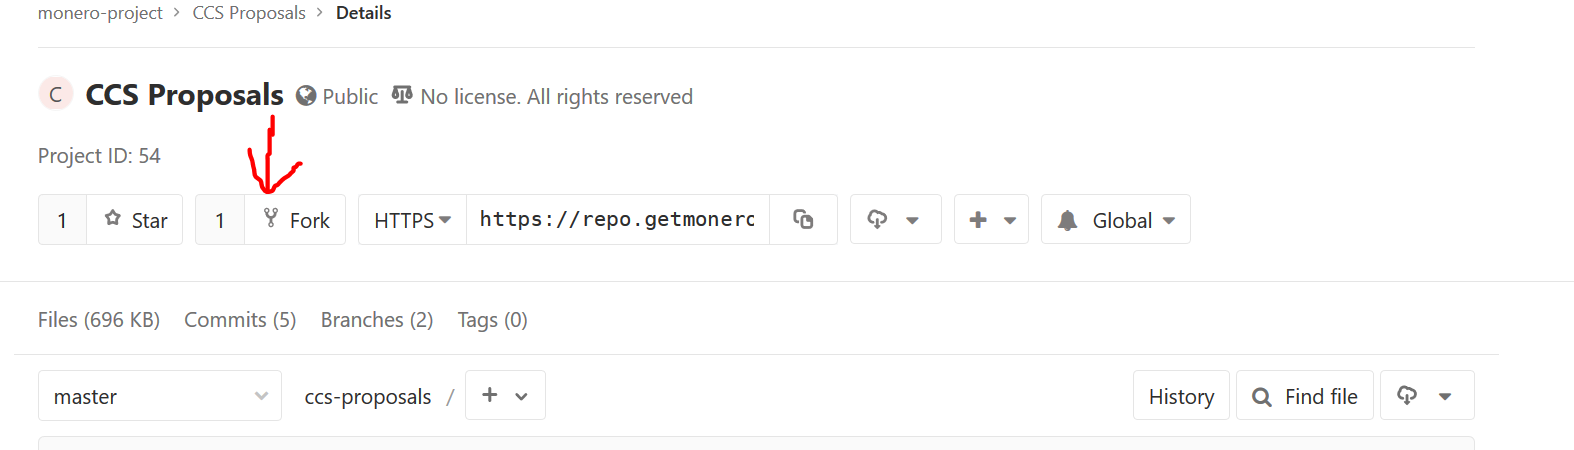 monero-project > CCS Proposals > Details
C CCS Proposals Public No license. All rights reserved
Project ID: 54
1 Star 1 Fork HTTPS https://repo.getmonero Global
Files (696 KB) Commits (5) Branches (2) Tags (0)
master ccs-proposals / + History Find file